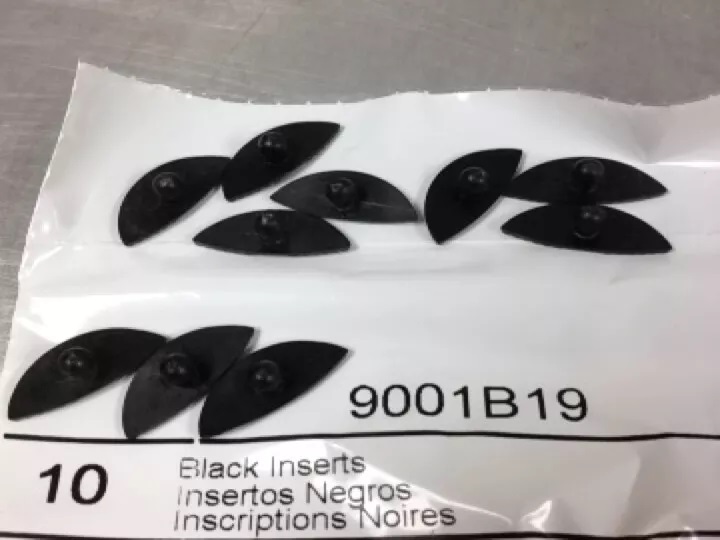 9001B19
10 Black Inserts
Insertos Negros
Inscriptions Noires